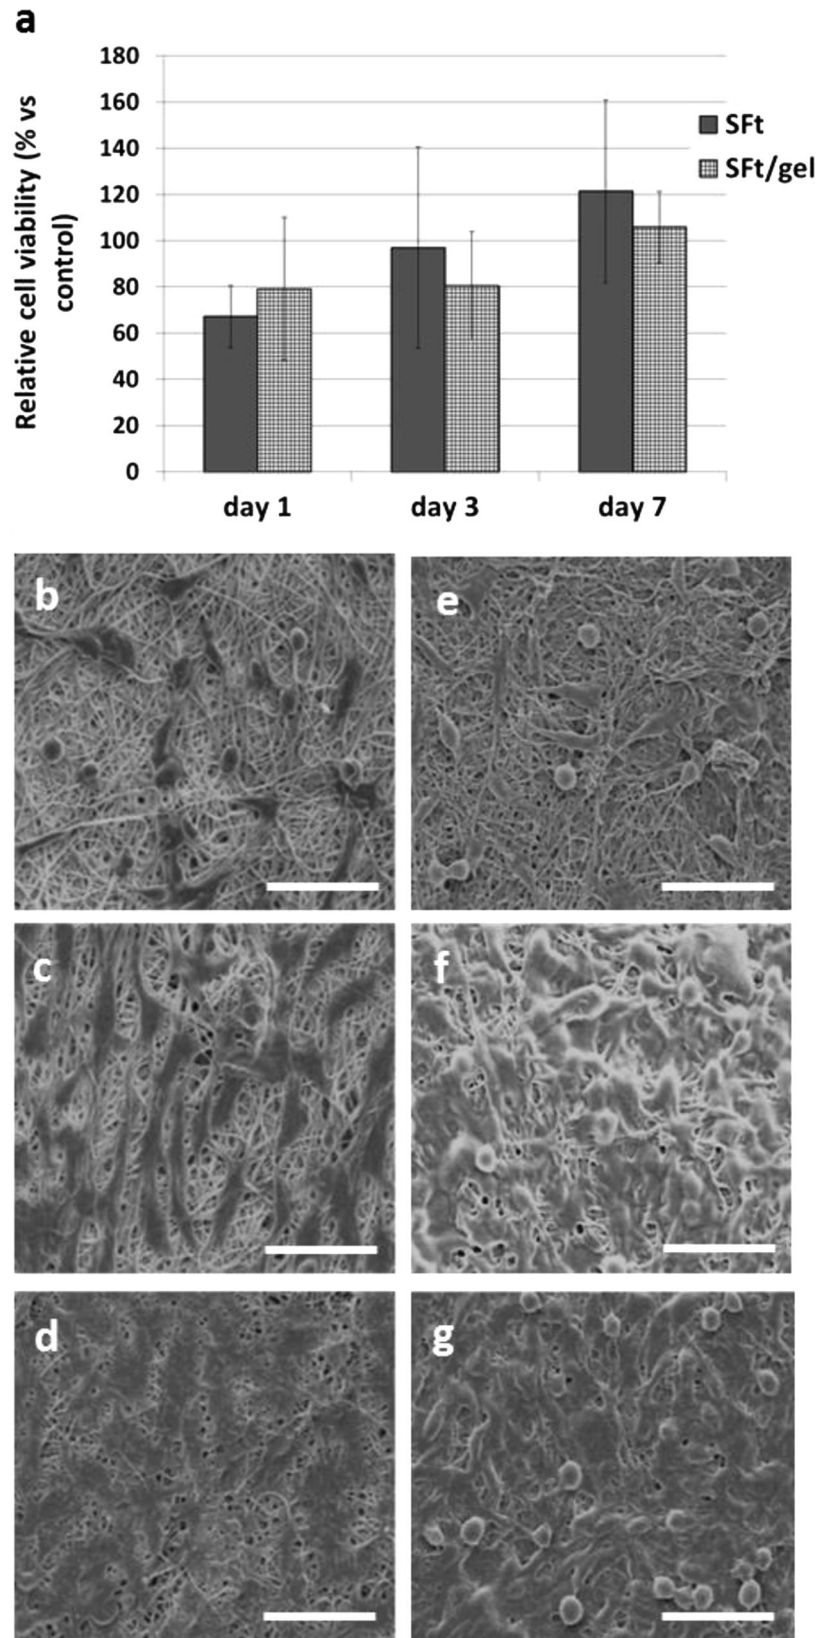 a
Relative cell viability (% vs
control)
180
160
140
120
100
80
60
40
20
0
day 1 day 3 day 7
SFt
SFt/gel
b
e
c
f
d
g